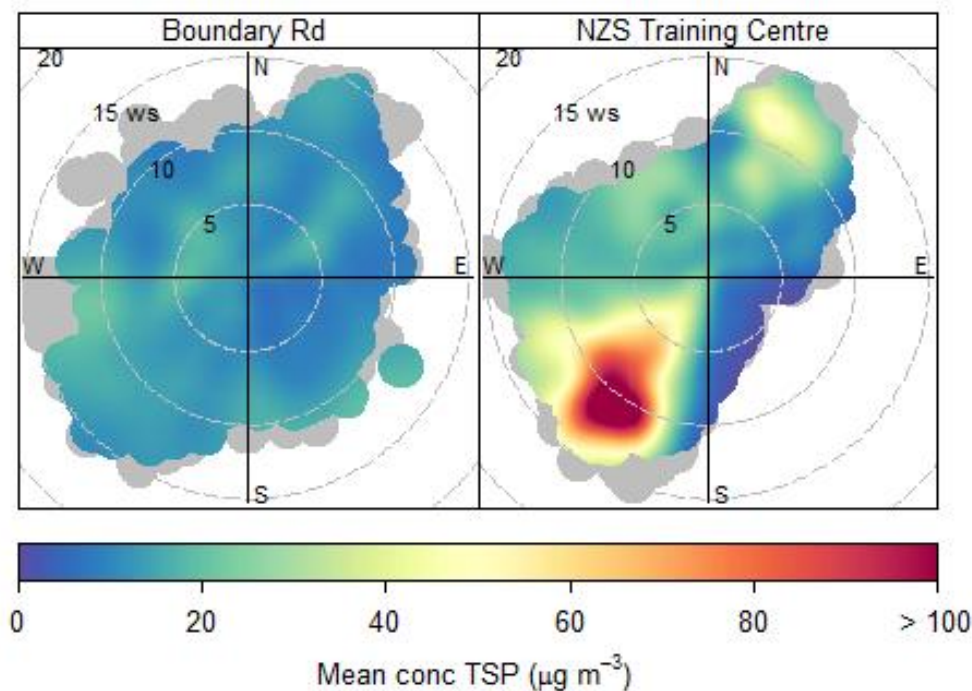 Boundary Rd
NZS Training Centre
20
15 ws
10
5
N
W
E
S
20
15 ws
10
5
N
W
E
S
0 20 40 60 80 > 100
Mean conc TSP (μg m⁻³)